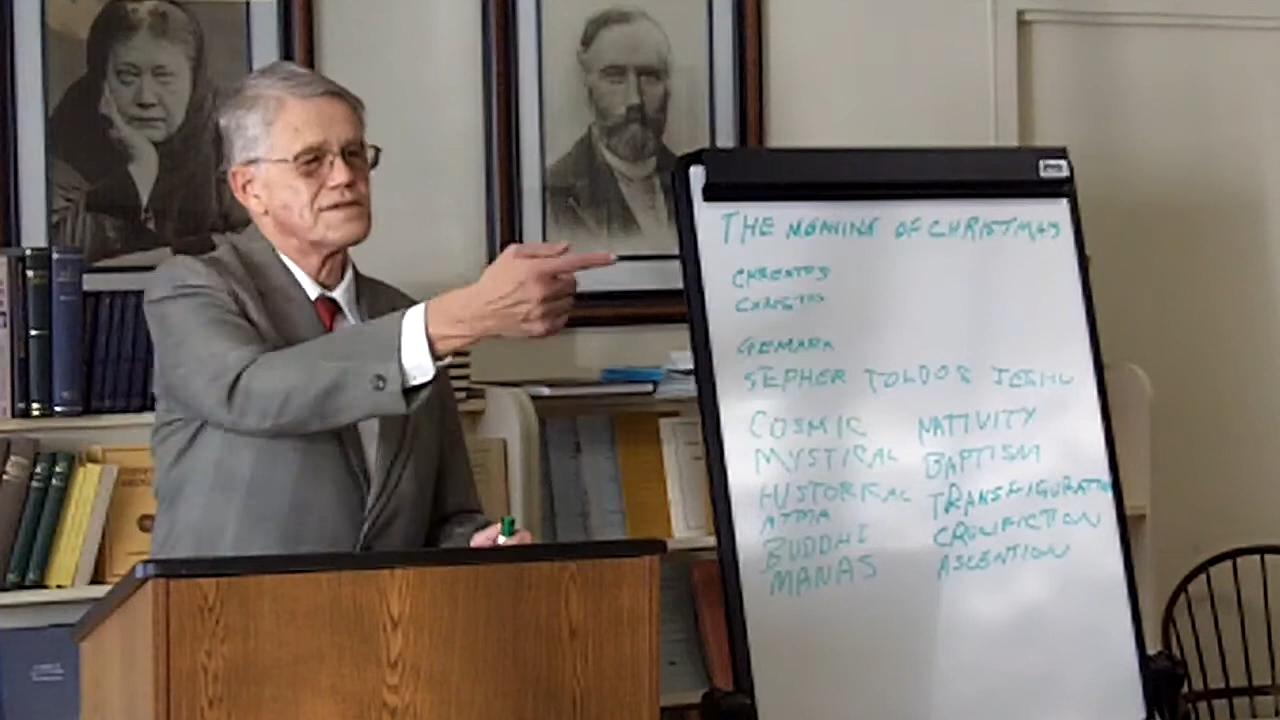 THE MEANING OF CHRISTMAS
CHRESTOS
CHRISTOS
GEMARA
SEPHER TOLDOS JESHU
COSMIC NATIVITY
MYSTICAL BAPTISM
HISTORICAL TRANSFIGURATION
ATMA
BUDDHI CRUCIFICTION
MANAS ASCENTION